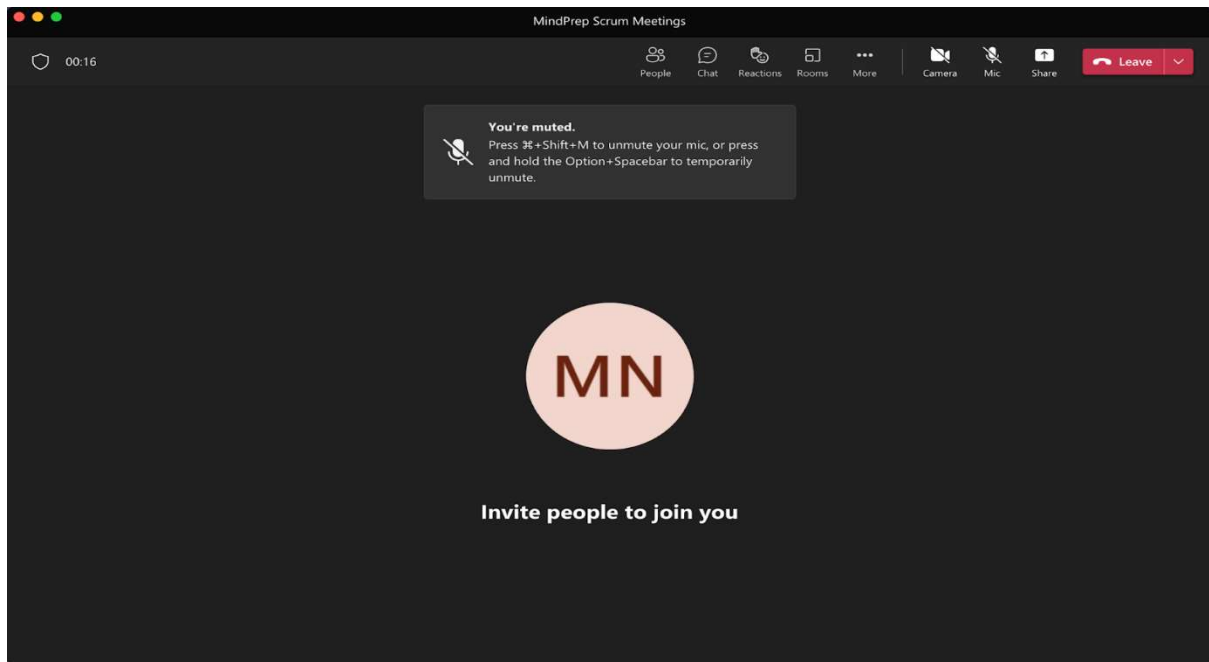 MindPrep Scrum Meetings
00:16
People
Chat
Reactions
Rooms
More
Camera
Mic
Share
Leave
You're muted.
Press ⌘+Shift+M to unmute your mic, or press
and hold the Option+Spacebar to temporarily
unmute.
MN
Invite people to join you